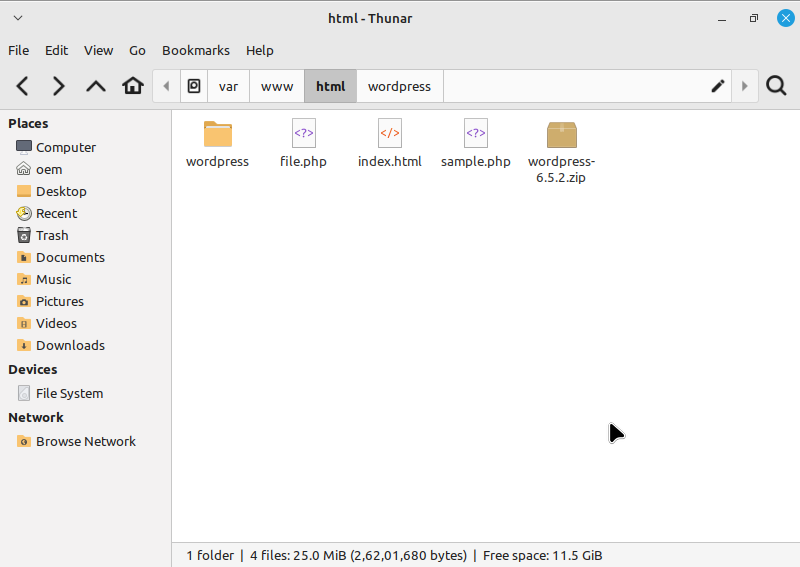 html - Thunar
File Edit View Go Bookmarks Help
var www html wordpress
Places
Computer
oem
Desktop
Recent
Trash
Documents
Music
Pictures
Videos
Downloads
Devices
File System
Network
Browse Network
wordpress
<?>
file.php
</>
index.html
<?>
sample.php
wordpress-
6.5.2.zip
1 folder | 4 files: 25.0 MiB (2,62,01,680 bytes) | Free space: 11.5 GiB